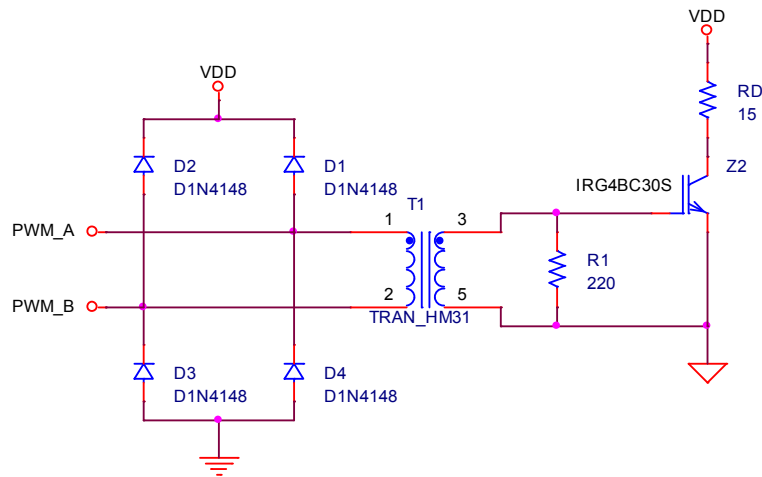 VDD
VDD
RD
15
D2
D1N4148
D1
D1N4148
IRG4BC30S
Z2
T1
PWM_A
1
3
R1
220
PWM_B
2
5
TRAN_HM31
D3
D1N4148
D4
D1N4148